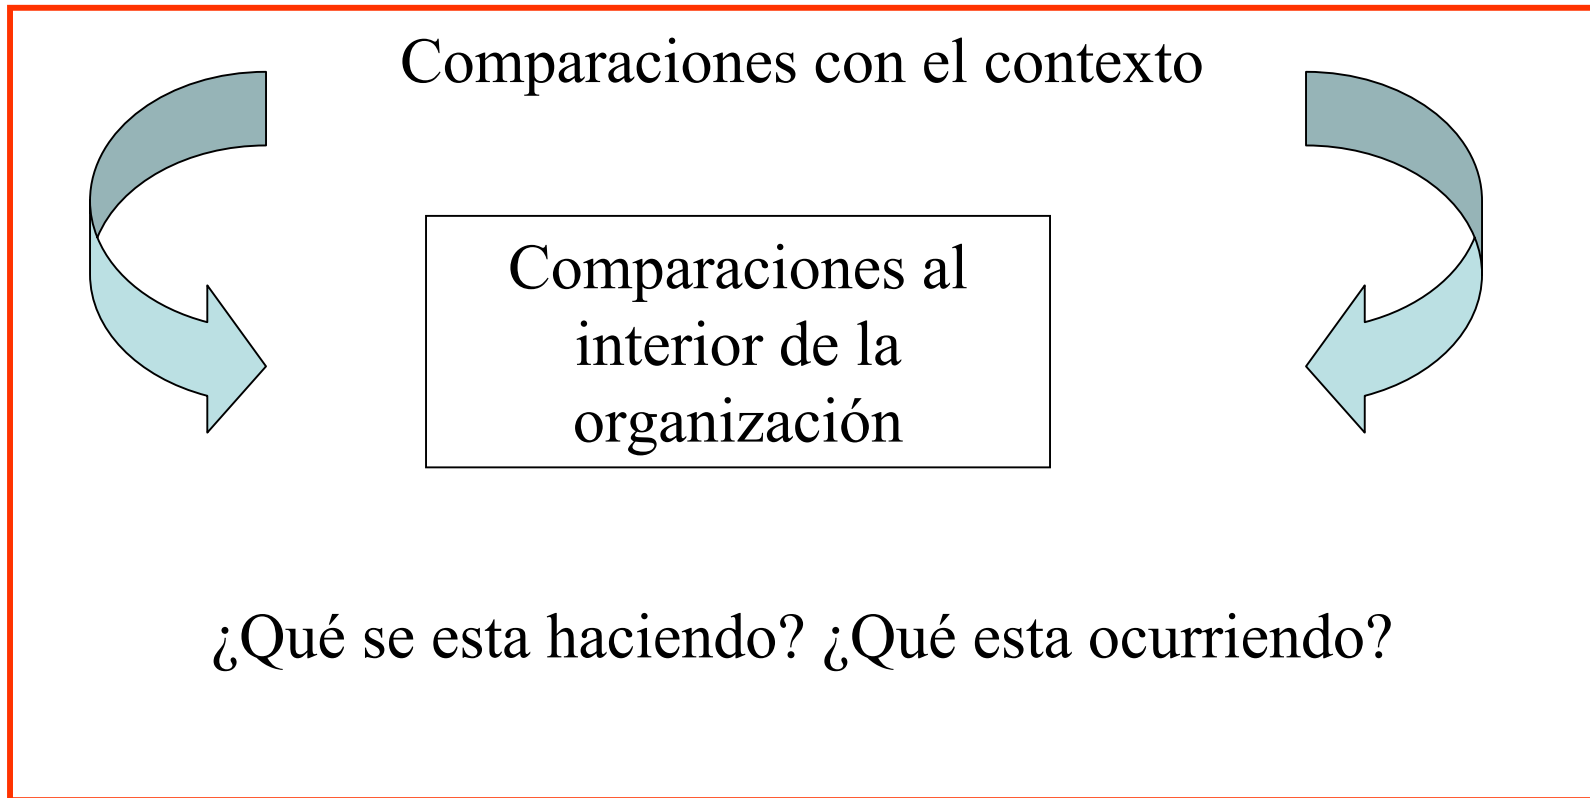 Comparaciones con el contexto
Comparaciones al
interior de la
organización
¿Qué se esta haciendo? ¿Qué esta ocurriendo?